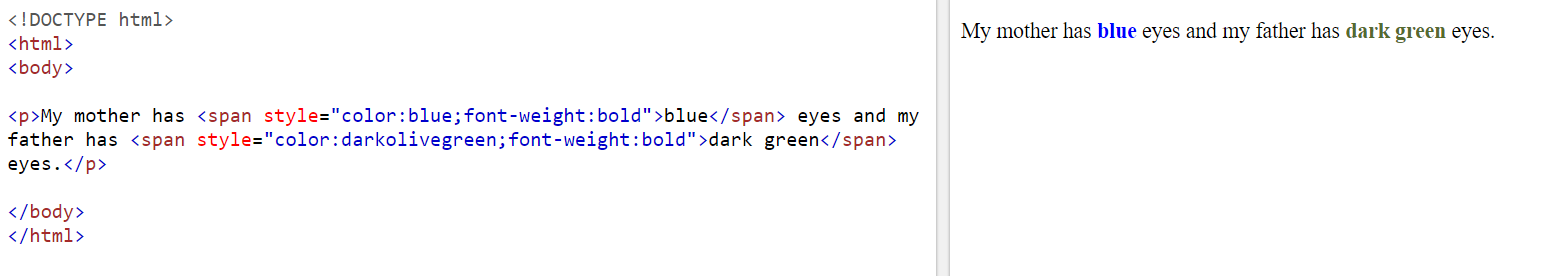 <!DOCTYPE html>
<html>
<body>
<p>My mother has <span style="color:blue;font-weight:bold">blue</span> eyes and my
father has <span style="color:darkolivegreen;font-weight:bold">dark green</span>
eyes.</p>
</body>
</html>
My mother has blue eyes and my father has dark green eyes.